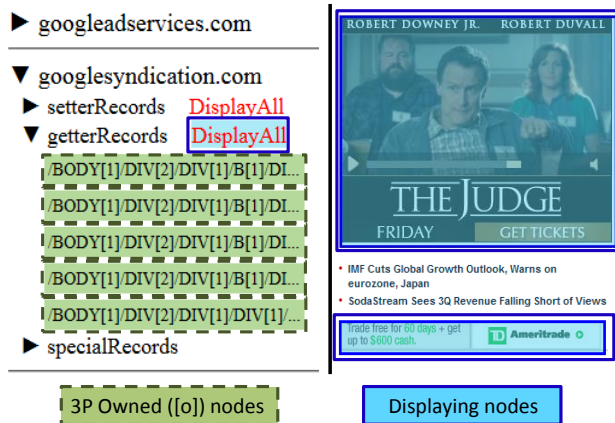 ▶ googleadservices.com
▼ googlesyndication.com
▶ setterRecords DisplayAll
▼ getterRecords DisplayAll
/BODY[1]/DIV[2]/DIV[1]/B[1]/DI...
/BODY[1]/DIV[2]/DIV[1]/B[1]/DI...
/BODY[1]/DIV[2]/DIV[1]/B[1]/DI...
/BODY[1]/DIV[2]/DIV[1]/B[1]/DI...
/BODY[1]/DIV[2]/DIV[1]/DIV[1]/...
▶ specialRecords
ROBERT DOWNEY JR. ROBERT DUVALL
THE JUDGE
FRIDAY GET TICKETS
• IMF Cuts Global Growth Outlook, Warns on
eurozone, Japan
• SodaStream Sees 3Q Revenue Falling Short of Views
Trade free for 60 days + get
up to $600 cash.
TD Ameritrade
3P Owned ([o]) nodes
Displaying nodes